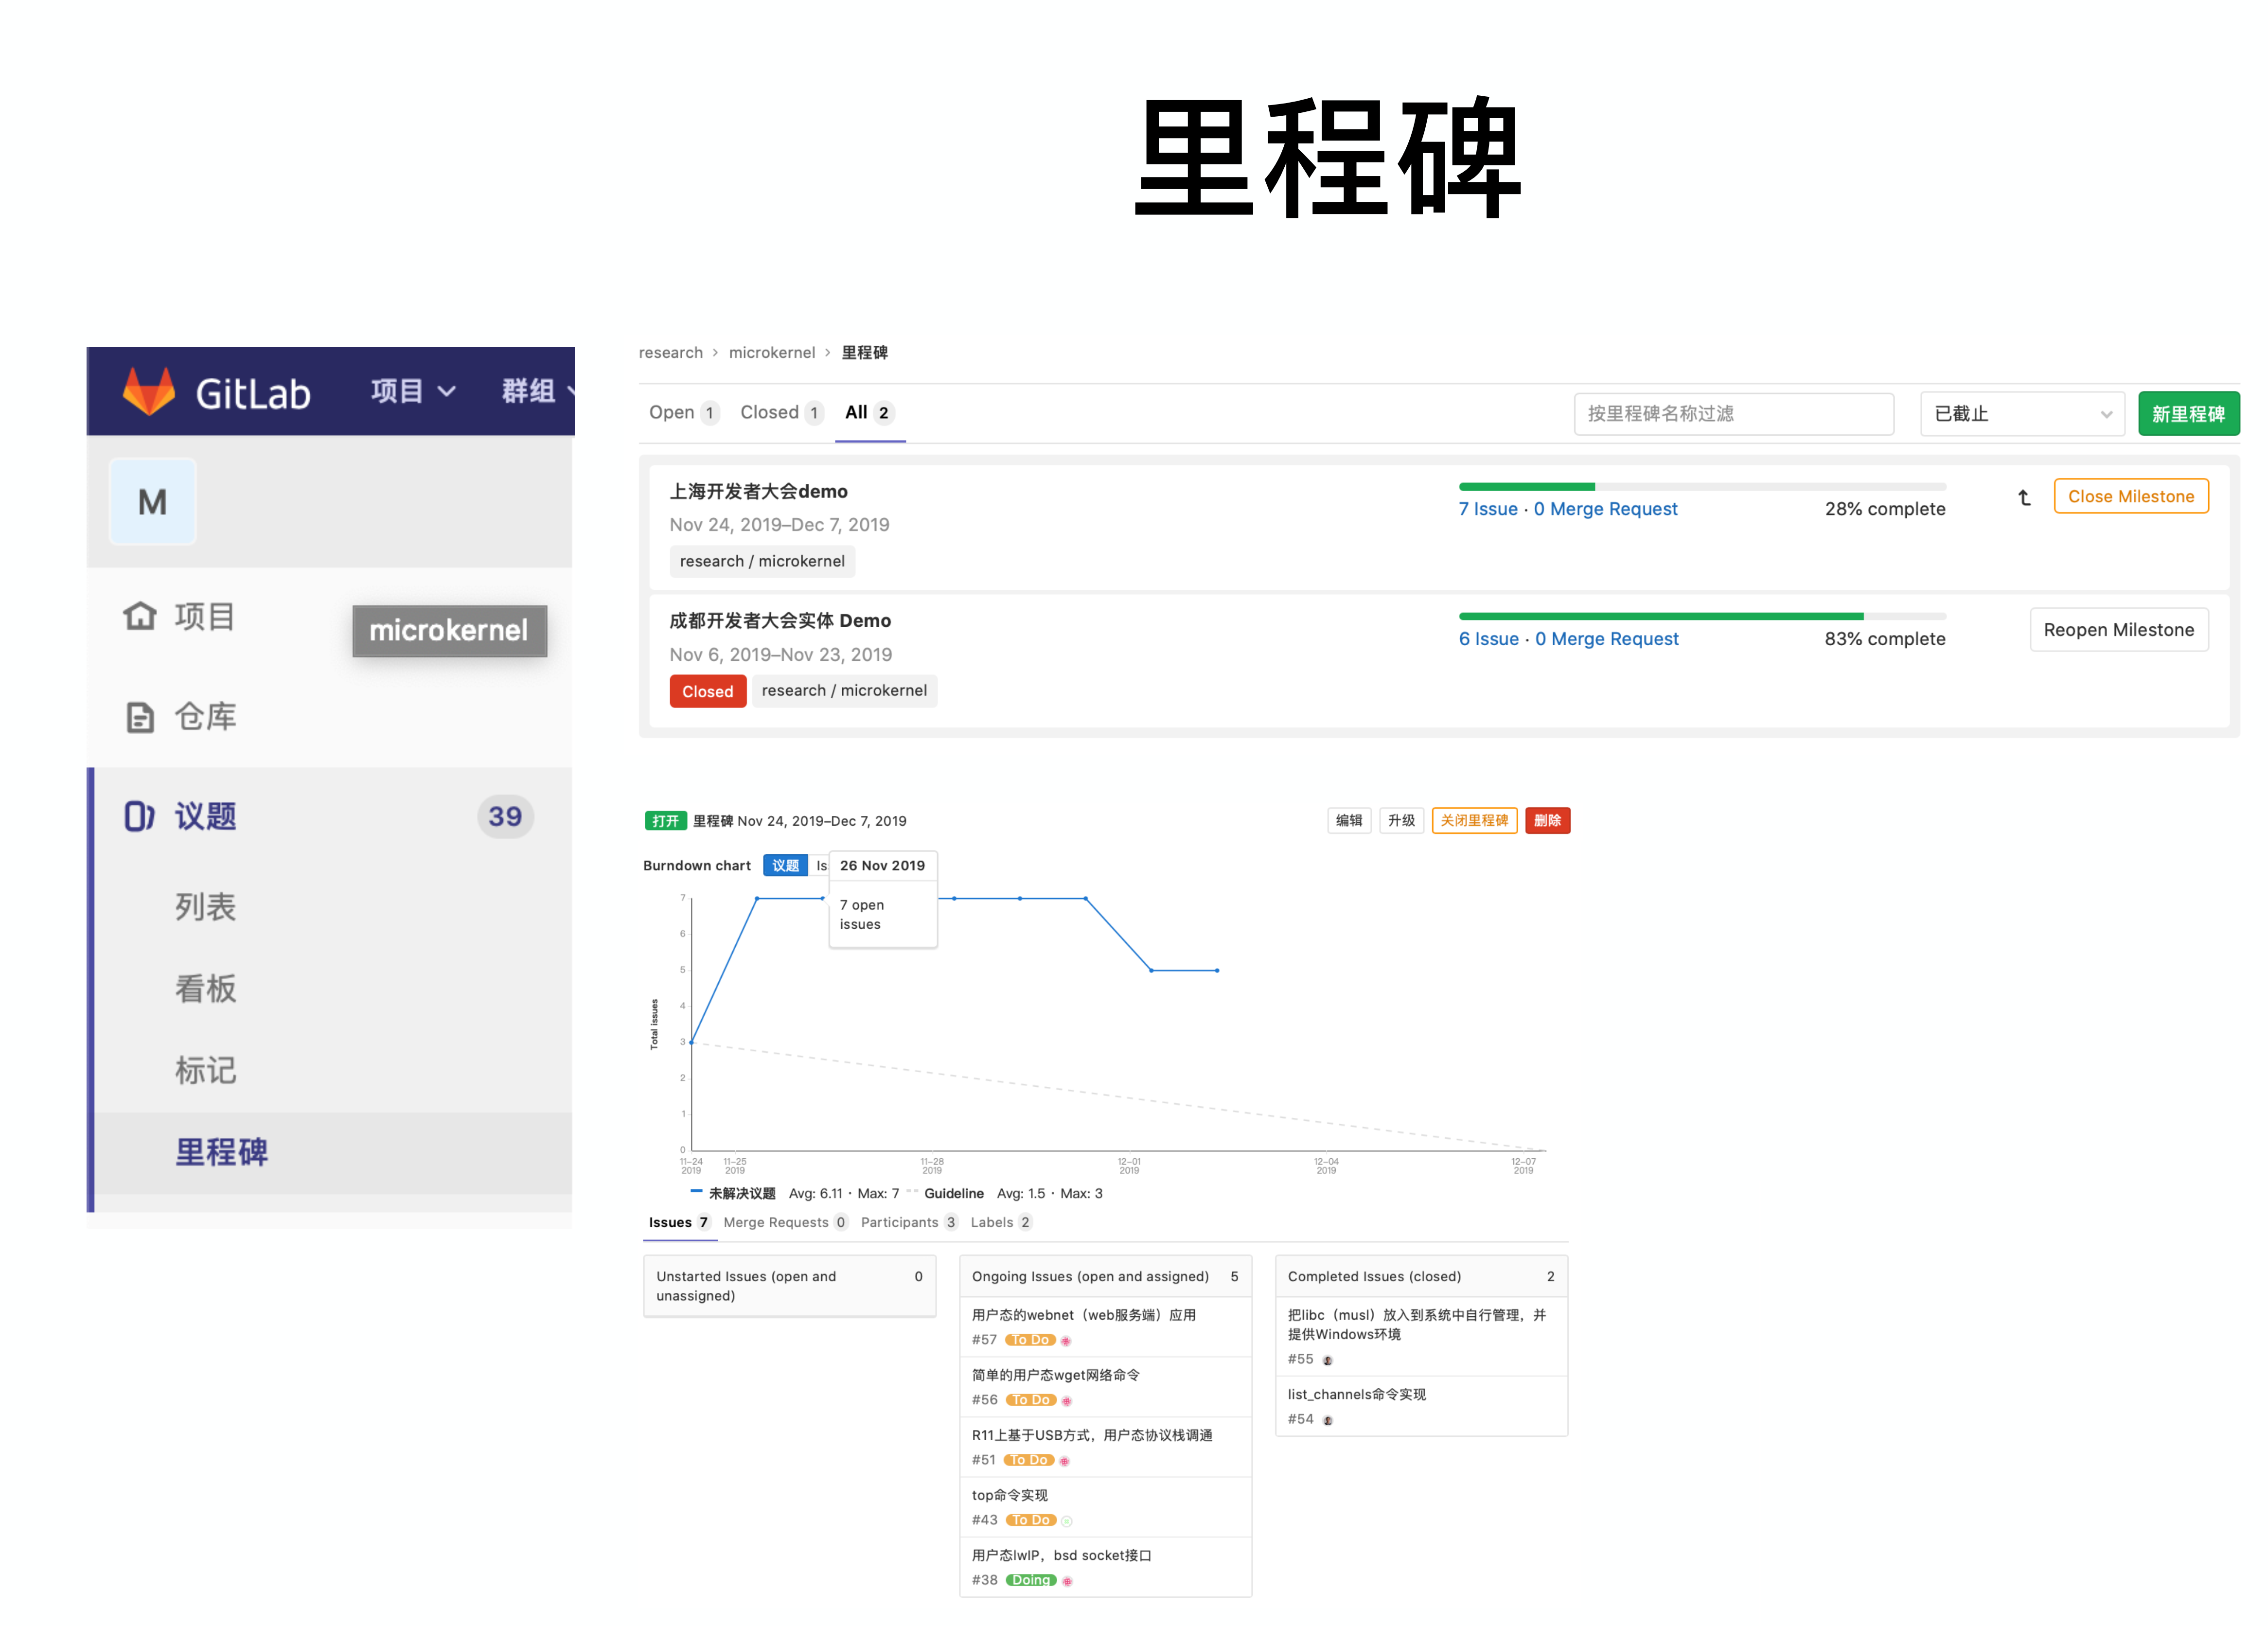 里程碑
GitLab 项目 群组
M
项目
microkernel
仓库
议题 39
列表
看板
标记
里程碑
research > microkernel > 里程碑
Open 1 Closed 1 All 2
按里程碑名称过滤 已截止 新里程碑
上海开发者大会demo
Nov 24, 2019–Dec 7, 2019
research / microkernel
7 Issue · 0 Merge Request 28% complete
Close Milestone
成都开发者大会实体 Demo
Nov 6, 2019–Nov 23, 2019
Closed research / microkernel
6 Issue · 0 Merge Request 83% complete
Reopen Milestone
打开 里程碑 Nov 24, 2019–Dec 7, 2019
编辑 升级 关闭里程碑 删除
Burndown chart 议题 Is
26 Nov 2019
7 open
issues
7
6
5
4
3
2
1
0
Total issues
11–24 11–25 11–28 12–01 12–04 12–07
2019 2019 2019 2019 2019 2019
未解决议题 Avg: 6.11 · Max: 7 Guideline Avg: 1.5 · Max: 3
Issues 7 Merge Requests 0 Participants 3 Labels 2
Unstarted Issues (open and 0
unassigned)
Ongoing Issues (open and assigned) 5
用户态的webnet（web服务端）应用
#57 To Do
简单的用户态wget网络命令
#56 To Do
R11上基于USB方式，用户态协议栈调通
#51 To Do
top命令实现
#43 To Do
用户态lwIP，bsd socket接口
#38 Doing
Completed Issues (closed) 2
把libc（musl）放入到系统中自行管理，并
提供Windows环境
#55
list_channels命令实现
#54